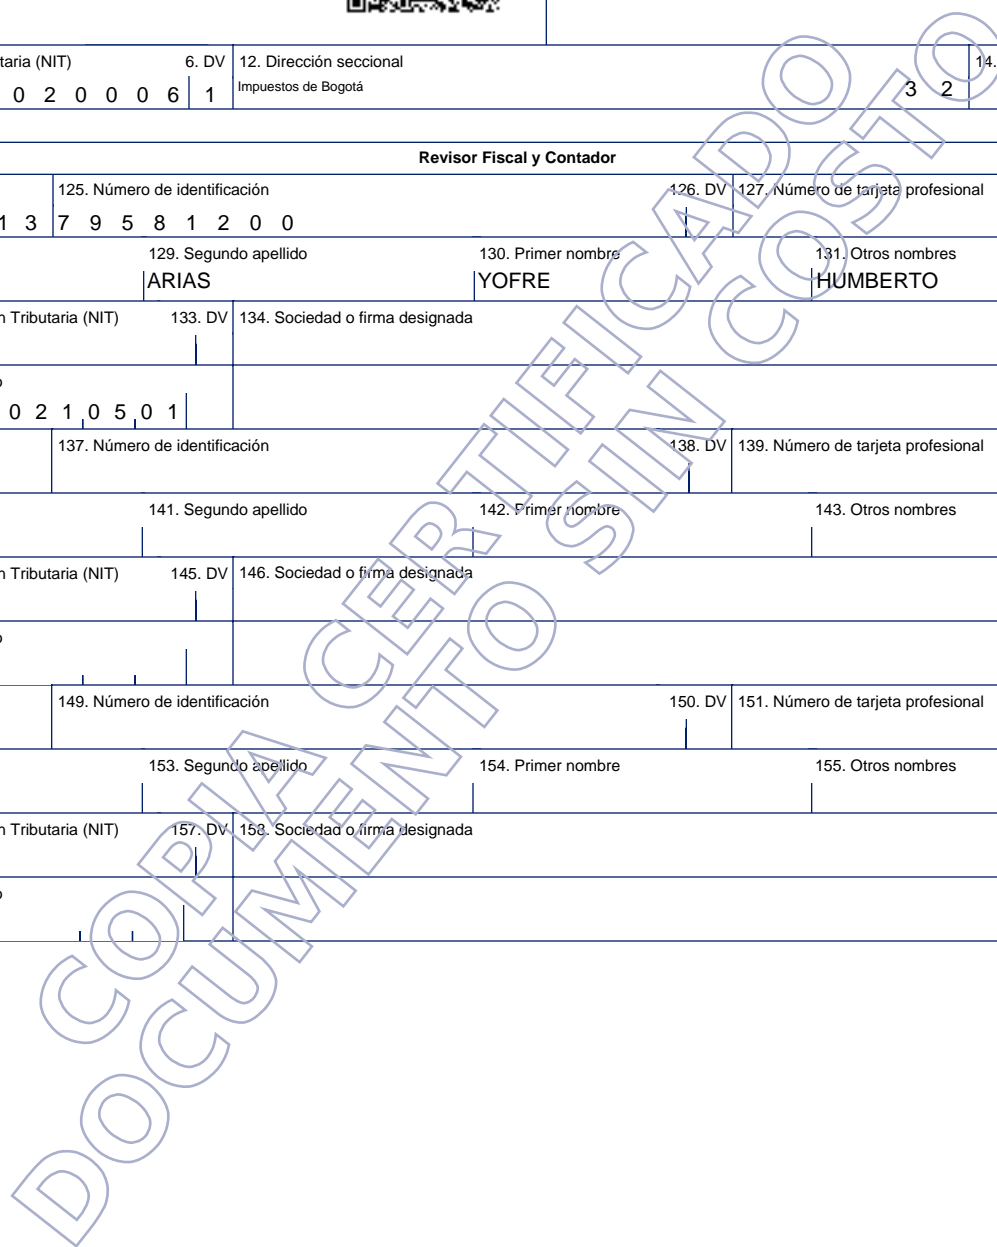 taria (NIT) 6. DV 12. Dirección seccional 14.
0 2 0 0 0 6 1 Impuestos de Bogotá 3 2
Revisor Fiscal y Contador
125. Número de identificación 126. DV 127. Número de tarjeta profesional
1 3 7 9 5 8 1 2 0 0
129. Segundo apellido 130. Primer nombre 131. Otros nombres
ARIAS YOFRE HUMBERTO
n Tributaria (NIT) 133. DV 134. Sociedad o firma designada
o
0 2 1 0 5 0 1
137. Número de identificación 138. DV 139. Número de tarjeta profesional
141. Segundo apellido 142. Primer nombre 143. Otros nombres
n Tributaria (NIT) 145. DV 146. Sociedad o firma designada
o
149. Número de identificación 150. DV 151. Número de tarjeta profesional
153. Segundo apellido 154. Primer nombre 155. Otros nombres
n Tributaria (NIT) 157. DV 158. Sociedad o firma designada
o
COPIA CERTIFICADO
DOCUMENTO SIN COSTO